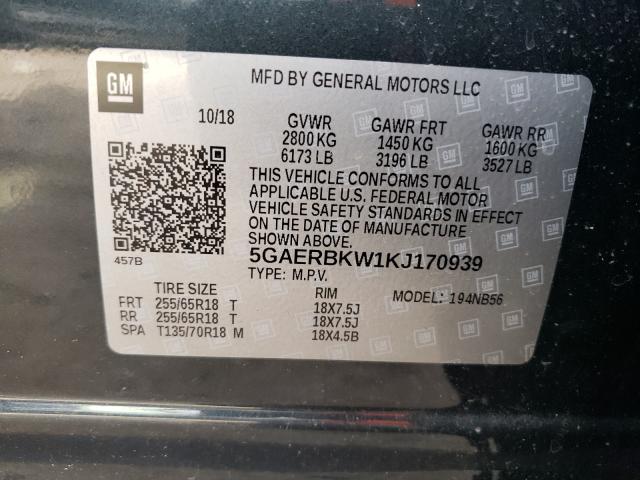 GM
MFD BY GENERAL MOTORS LLC
10/18
GVWR GAWR FRT GAWR RR
2800 KG 1450 KG 1600 KG
6173 LB 3196 LB 3527 LB
THIS VEHICLE CONFORMS TO ALL
APPLICABLE U.S. FEDERAL MOTOR
VEHICLE SAFETY STANDARDS IN EFFECT
ON THE DATE OF MANUFACTURE
SHOWN ABOVE.
457B
5GAERBKW1KJ170939
TYPE: M.P.V. MODEL: 194NB56
TIRE SIZE RIM
FRT 255/65R18 T 18X7.5J
RR 255/65R18 T 18X7.5J
SPA T135/70R18 M 18X4.5B